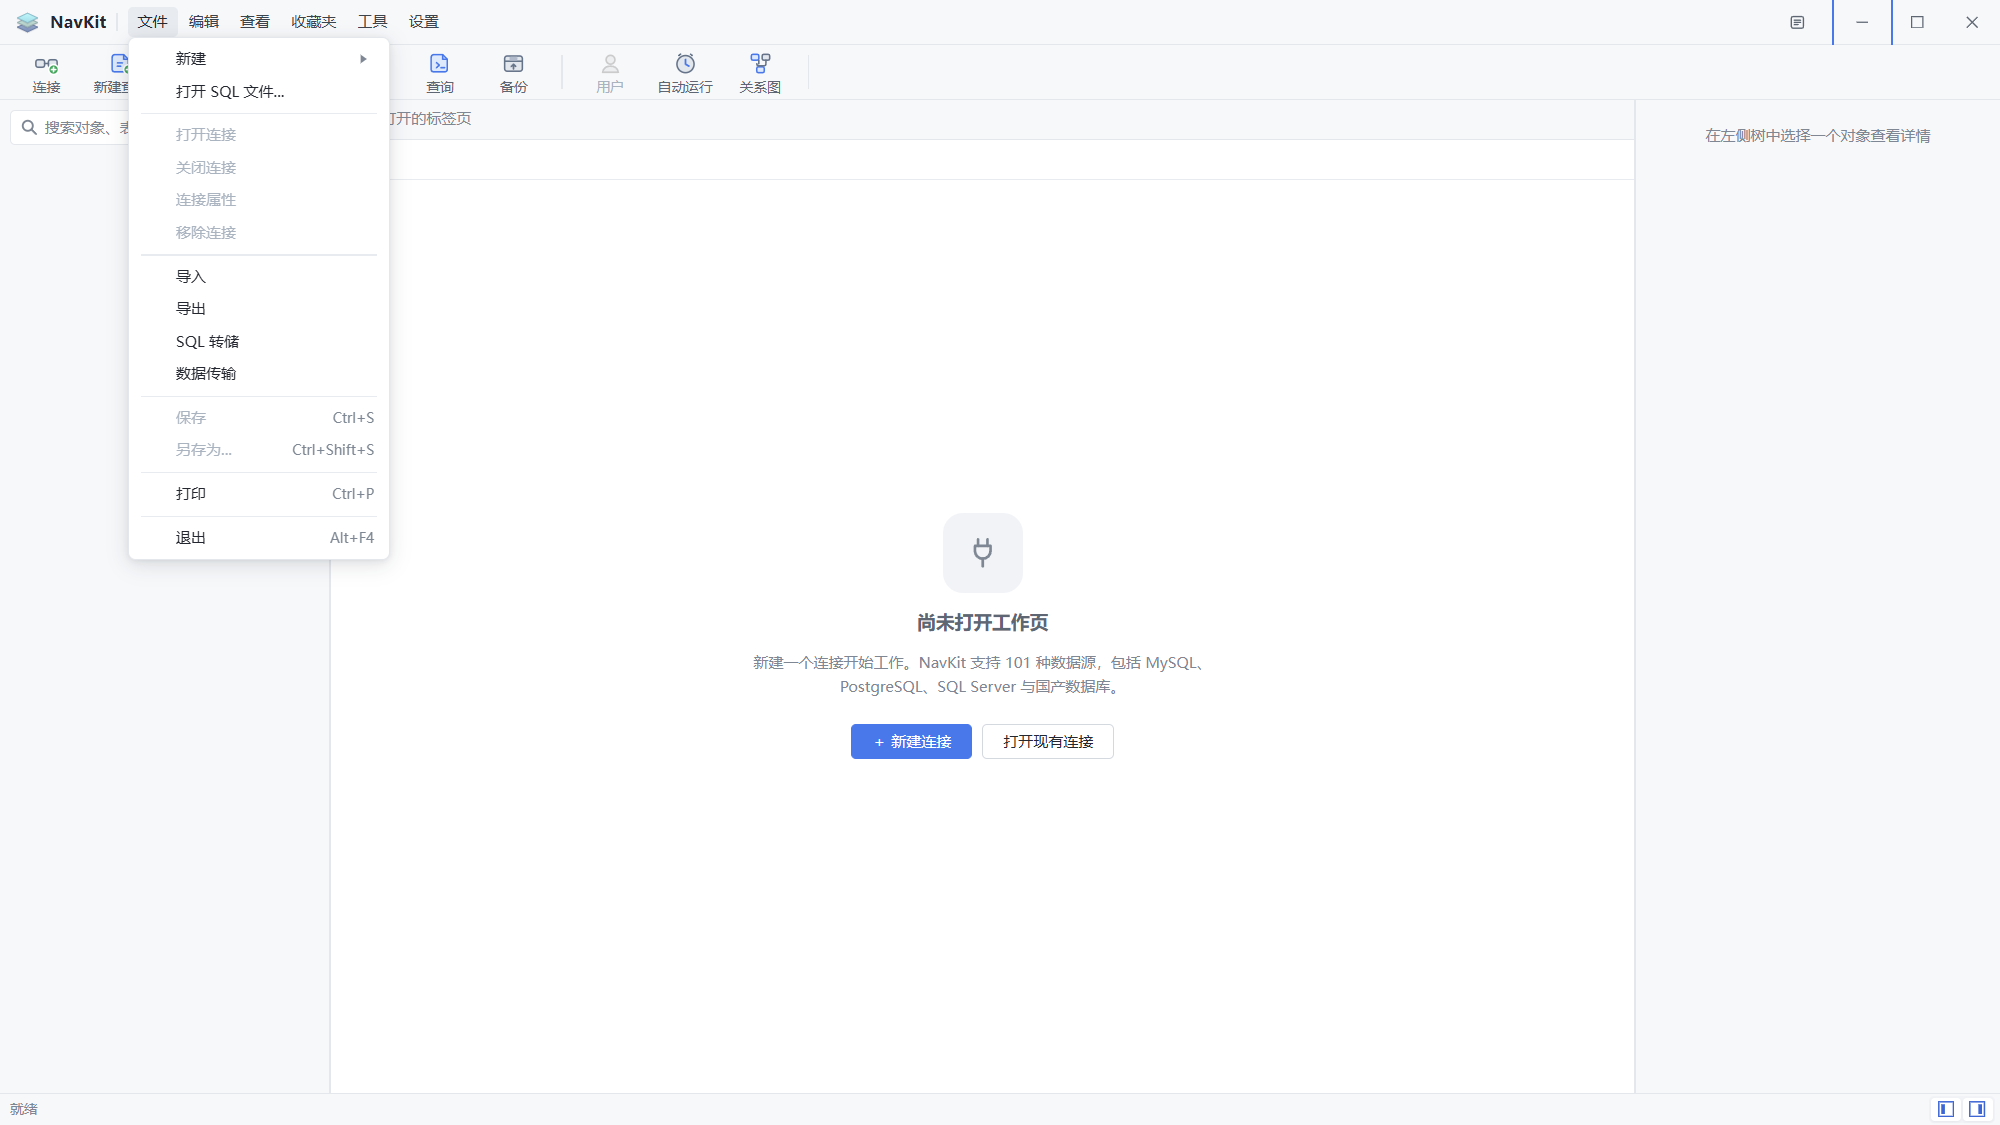 NavKit 文件 编辑 查看 收藏夹 工具 设置
连接 新建 查询 备份 用户 自动运行 关系图
搜索对象、
打开的标签页
在左侧树中选择一个对象查看详情
新建
打开 SQL 文件...
打开连接
关闭连接
连接属性
移除连接
导入
导出
SQL 转储
数据传输
保存 Ctrl+S
另存为... Ctrl+Shift+S
打印 Ctrl+P
退出 Alt+F4
尚未打开工作页
新建一个连接开始工作。NavKit 支持 101 种数据源，包括 MySQL、
PostgreSQL、SQL Server 与国产数据库。
+ 新建连接 打开现有连接
就绪